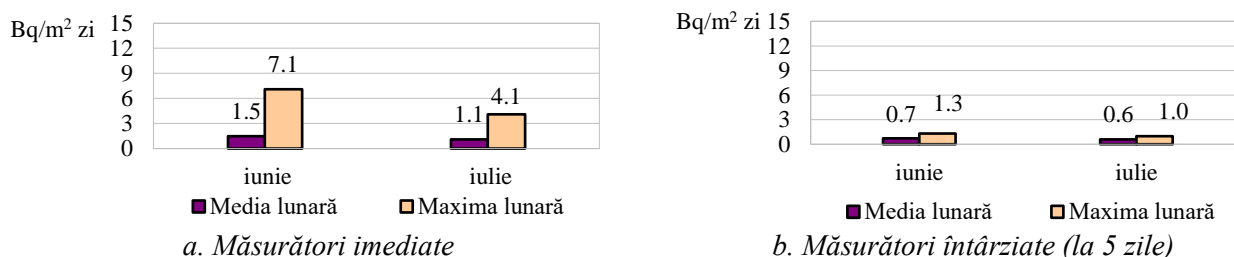 Bq/m² zi
15
12
9
6
3
0
1.5
7.1
1.1
4.1
iunie
iulie
Media lunară
Maxima lunară
a. Măsurători imediate
Bq/m² zi
15
12
9
6
3
0
0.7
1.3
0.6
1.0
iunie
iulie
Media lunară
Maxima lunară
b. Măsurători întârziate (la 5 zile)